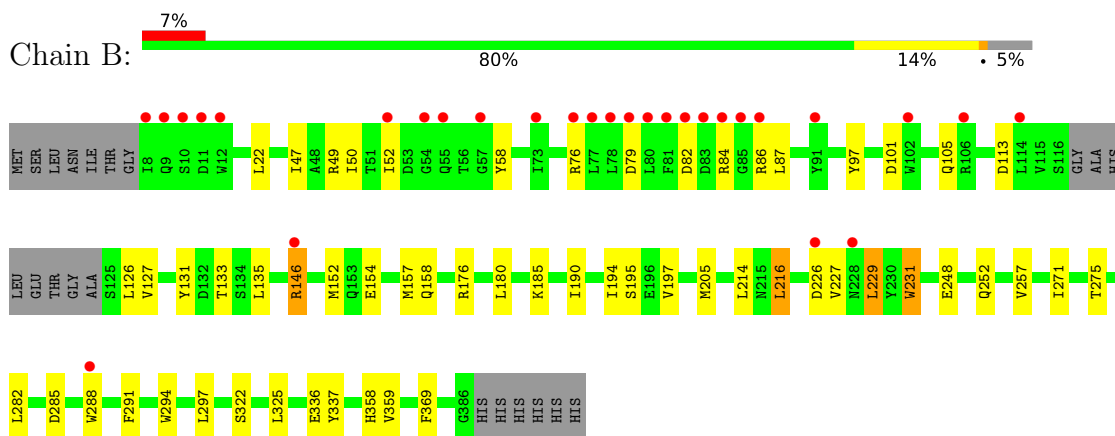 7%
Chain B:
80% 14% • 5%
MET SER LEU ASN ILE THR GLY I8 Q9 S10 D11 W12 L22 I47 A48 R49 I50 T51 I52 D53 G54 Q55 T56 G57 Y58 I73 R76 L77 L78 D79 L80 F81 D82 D83 R84 G85 R86 L87 Y91 Y97 D101 W102 Q105 R106 D113 L114 V115 S116 GLY ALA HIS
LEU GLU THR GLY ALA S125 L126 V127 Y131 D132 T133 S134 L135 R146 M152 Q153 E154 M157 Q158 R176 L180 K185 I190 I194 S195 E196 V197 M205 L214 N215 L216 D226 V227 N228 L229 Y230 W231 E248 Q252 V257 I271 T275
L282 D285 W288 F291 W294 L297 S322 L325 E336 Y337 H358 V359 F369 G386 HIS HIS HIS HIS HIS HIS